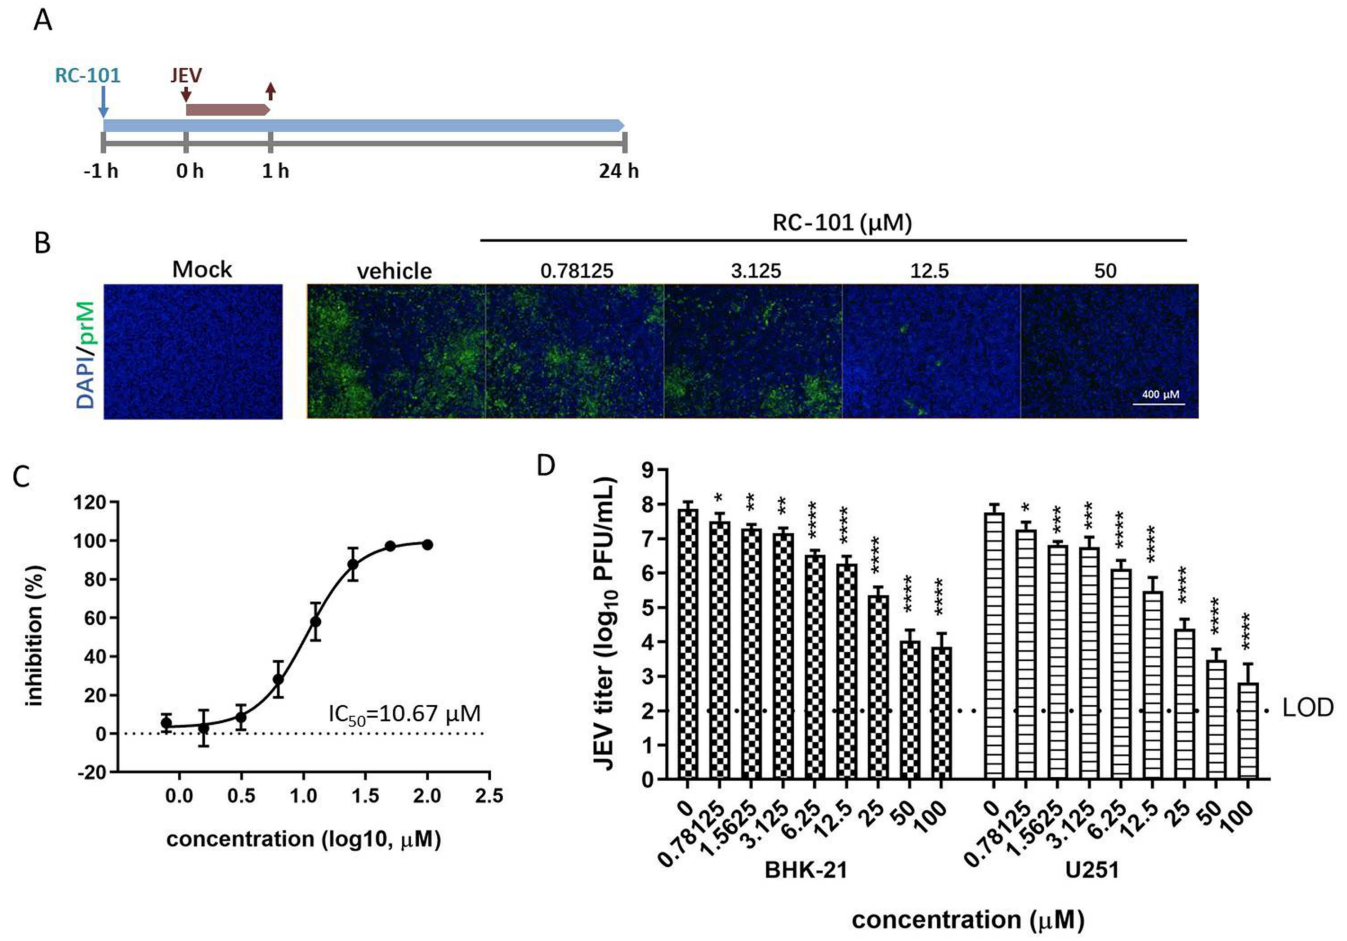 A
RC-101 JEV
-1 h 0 h 1 h 24 h
B
RC-101 (μM)
Mock vehicle 0.78125 3.125 12.5 50
DAPI/prM
400 μM
C
120
100
80
60
40
20
0
-20
inhibition (%)
IC50=10.67 μM
0.0 0.5 1.0 1.5 2.0 2.5
concentration (log10, μM)
D
9
8
7
6
5
4
3
2
1
0
JEV titer (log10 PFU/mL)
* ** ** **** **** **** **** ****
* *** *** **** **** **** **** ****
LOD
0 0.78125 1.5625 3.125 6.25 12.5 25 50 100
0 0.78125 1.5625 3.125 6.25 12.5 25 50 100
BHK-21 U251
concentration (μM)